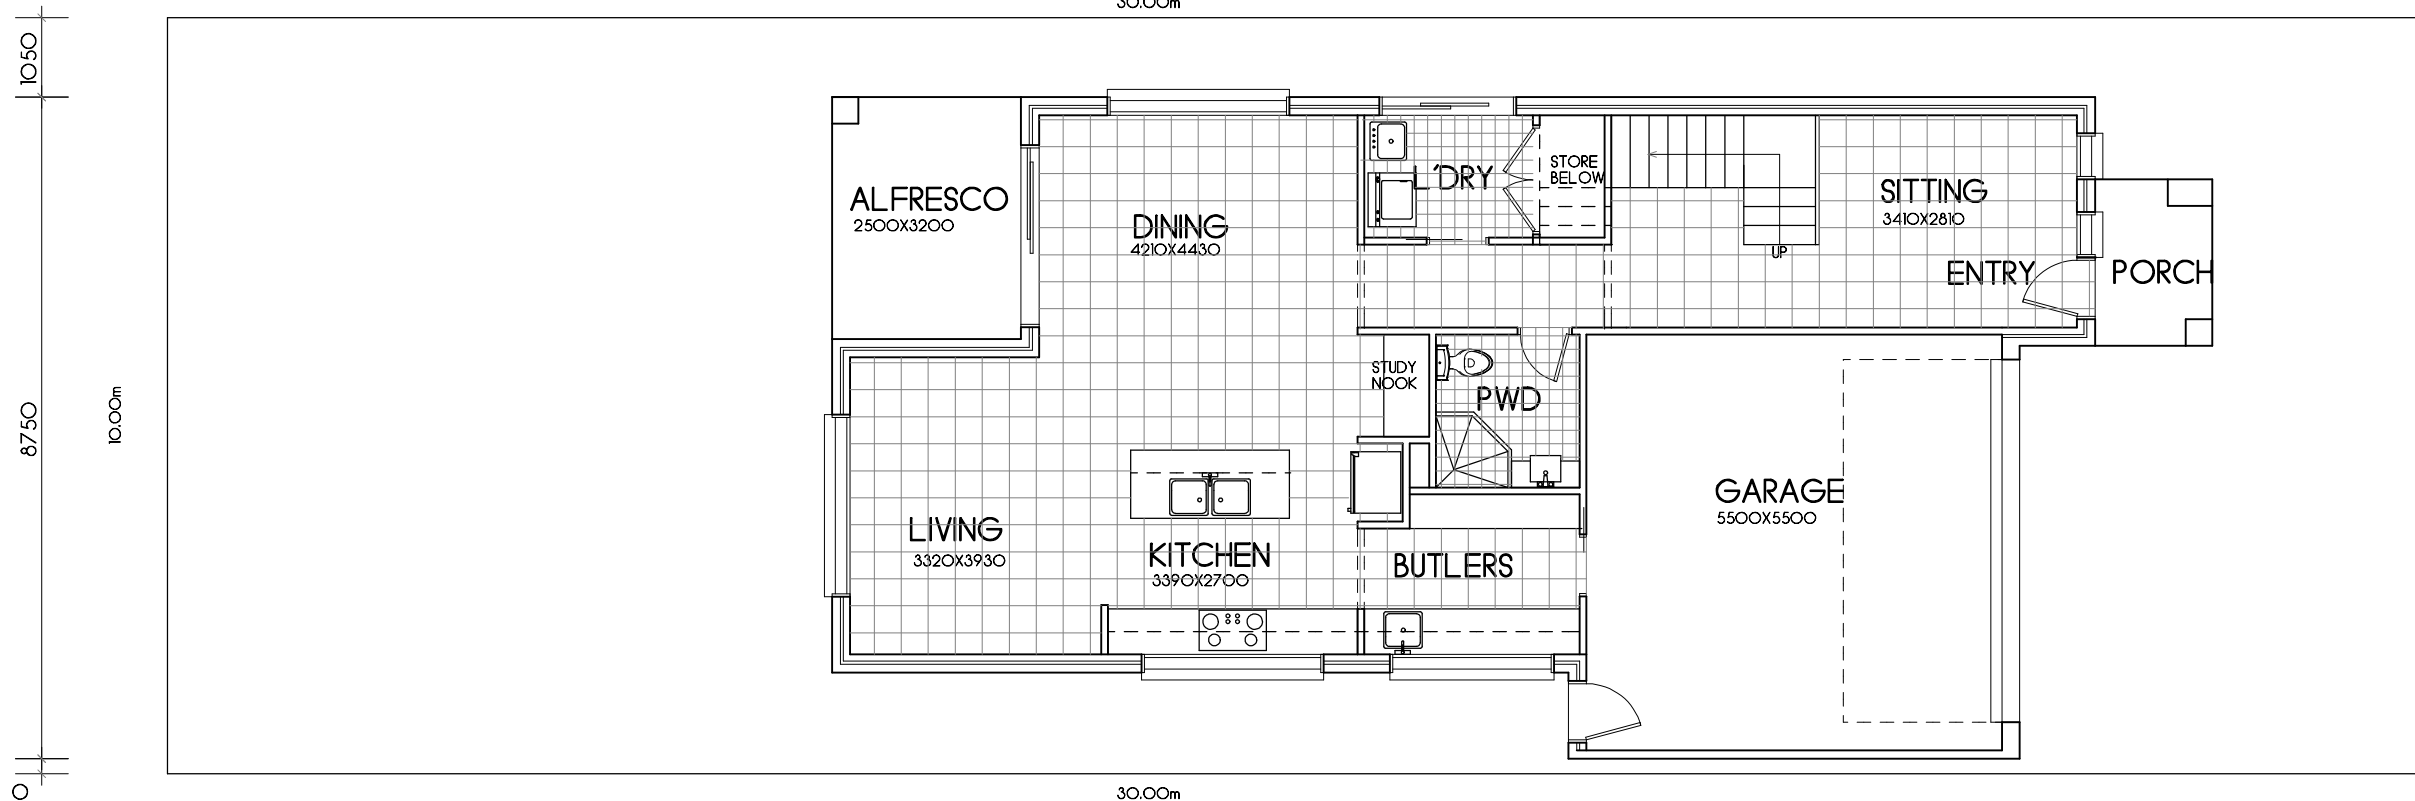 30.00m
1050
ALFRESCO
2500X3200
DINING
4210X4430
L'DRY
STORE
BELOW
UP
SITTING
3410X2810
ENTRY
PORCH
8750
10.00m
STUDY
NOOK
PWD
LIVING
3320X3930
KITCHEN
3390X2700
BUTLERS
GARAGE
5500X5500
O
30.00m